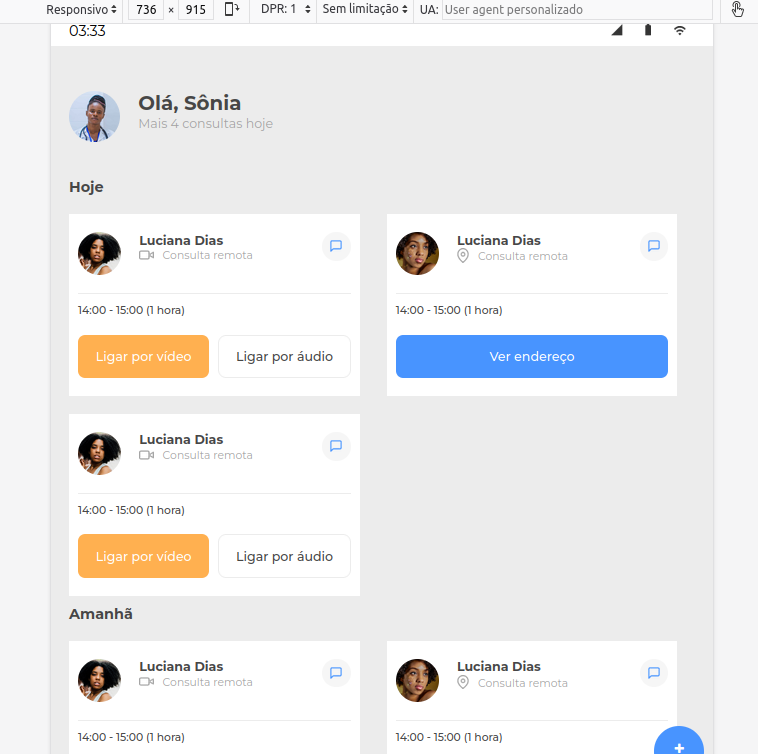 Responsivo 736 × 915 DPR: 1 Sem limitação UA: User agent personalizado
03:33
Olá, Sônia
Mais 4 consultas hoje
Hoje
Luciana Dias
Consulta remota
14:00 - 15:00 (1 hora)
Ligar por vídeo Ligar por áudio
Luciana Dias
Consulta remota
14:00 - 15:00 (1 hora)
Ver endereço
Luciana Dias
Consulta remota
14:00 - 15:00 (1 hora)
Ligar por vídeo Ligar por áudio
Amanhã
Luciana Dias
Consulta remota
14:00 - 15:00 (1 hora)
Luciana Dias
Consulta remota
14:00 - 15:00 (1 hora)
+